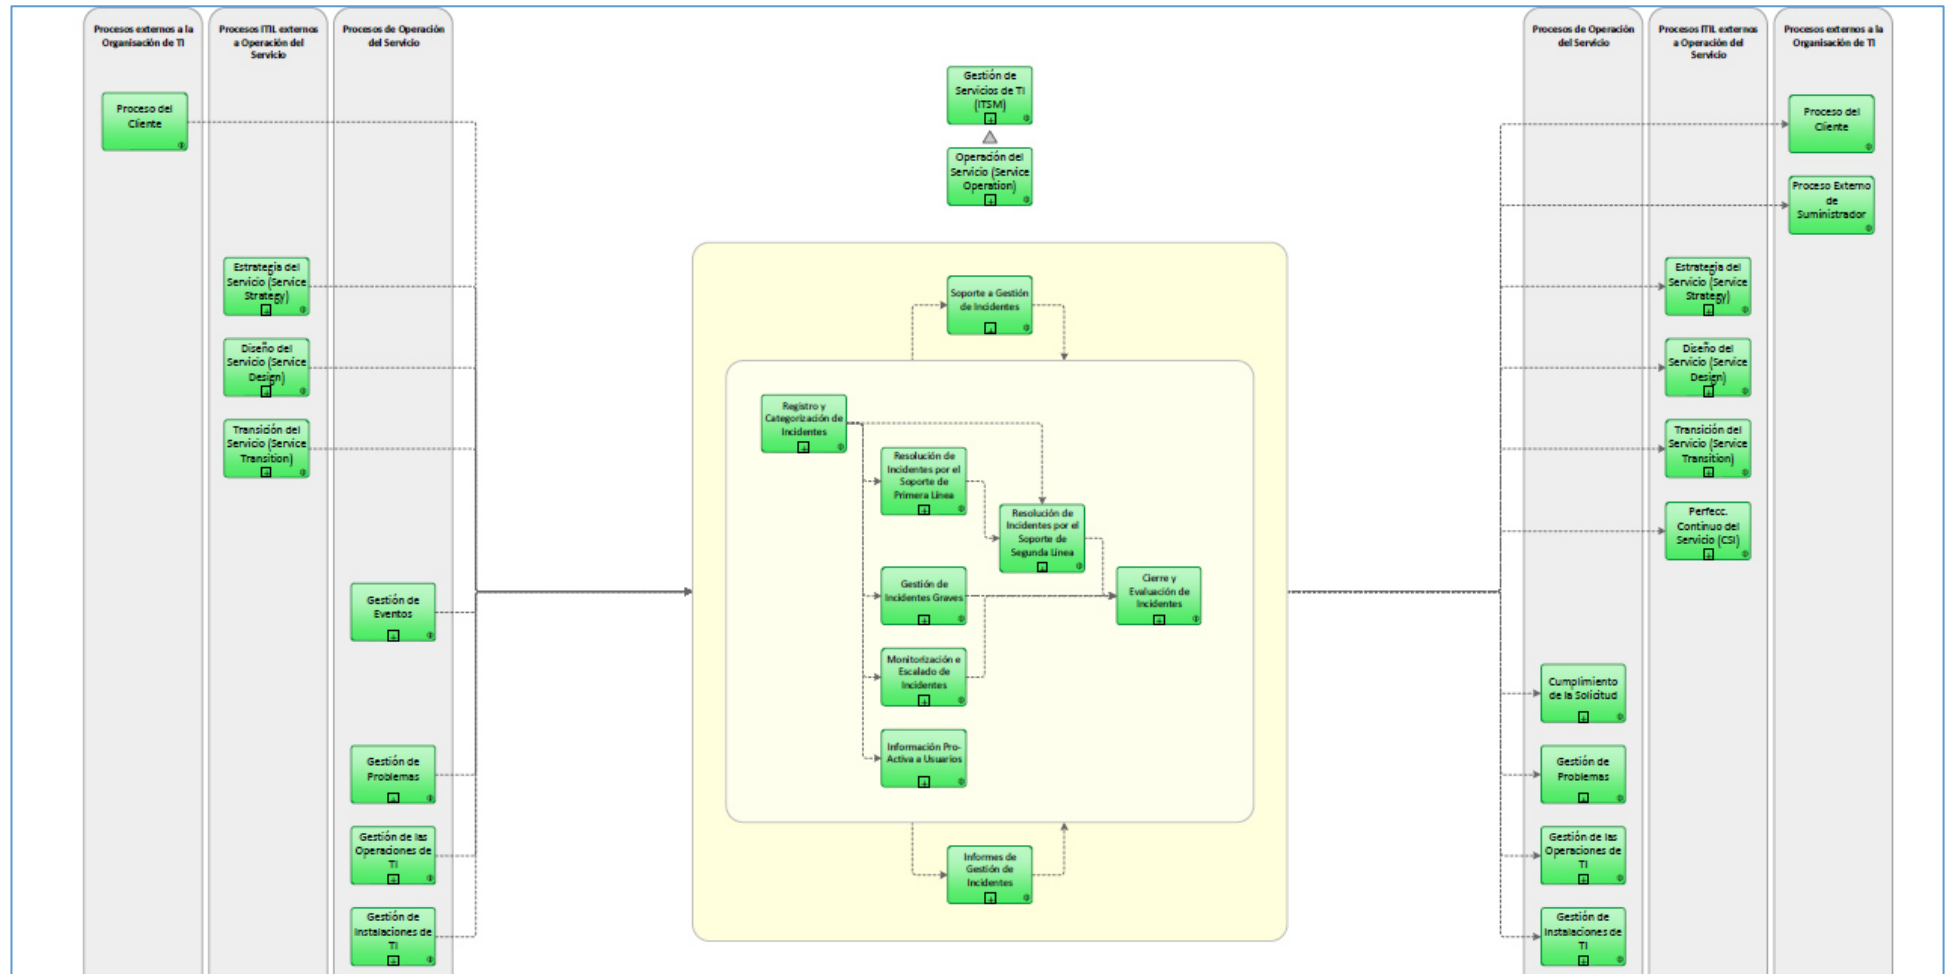 Procesos externos a la
Organisación de TI
Procesos ITIL externos
a Operación del
Servicio
Procesos de Operación
del Servicio
Proceso del
Cliente
Estrategia del
Servicio (Service
Strategy)
Diseño del
Servicio (Service
Design)
Transición del
Servicio (Service
Transition)
Gestión de
Eventos
Gestión de
Problemas
Gestión de las
Operaciones de
TI
Gestión de
Instalaciones de
TI
Gestión de
Servicios de TI
(ITSM)
Operación del
Servicio (Service
Operation)
Soporte a Gestión
de Incidentes
Registro y
Categorización de
Incidentes
Resolución de
Incidentes por el
Soporte de
Primera Línea
Resolución de
Incidentes por el
Soporte de
Segunda Línea
Gestión de
Incidentes Graves
Cierre y
Evaluación de
Incidentes
Monitorización e
Escalado de
Incidentes
Información Pro-
Activa a Usuarios
Informes de
Gestión de
Incidentes
Procesos de Operación
del Servicio
Procesos ITIL externos
a Operación del
Servicio
Procesos externos a la
Organisación de TI
Proceso del
Cliente
Proceso Externo
de
Suministrador
Estrategia del
Servicio (Service
Strategy)
Diseño del
Servicio (Service
Design)
Transición del
Servicio (Service
Transition)
Perfecc.
Continuo del
Servicio (CSI)
Cumplimiento
de la Solicitud
Gestión de
Problemas
Gestión de las
Operaciones de
TI
Gestión de
Instalaciones de
TI